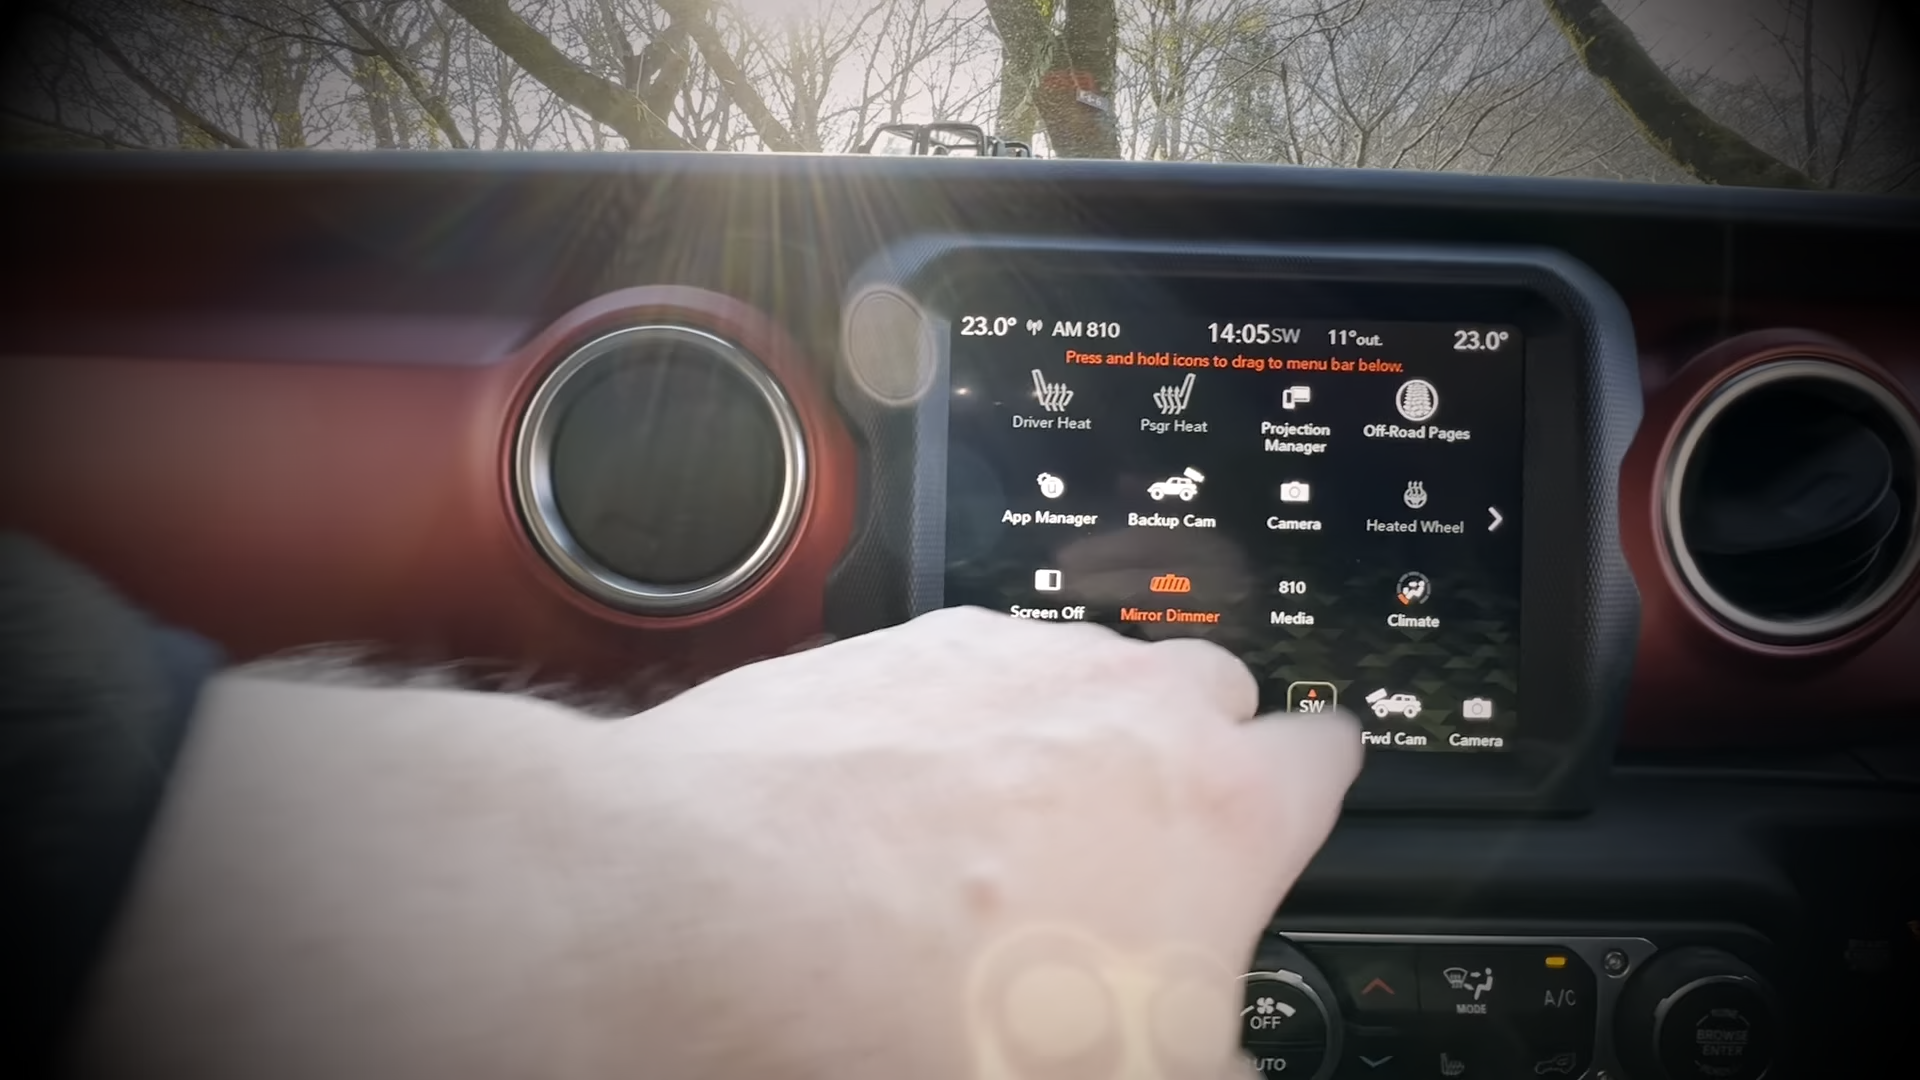 23.0° AM 810 14:05 SW 11°out. 23.0°
Press and hold icons to drag to menu bar below.
Driver Heat
Psgr Heat
Projection
Manager
Off-Road Pages
App Manager
Backup Cam
Camera
Heated Wheel
Screen Off
Mirror Dimmer
810
Media
Climate
SW
Fwd Cam
Camera
OFF
MODE
A/C
BROWSE
ENTER